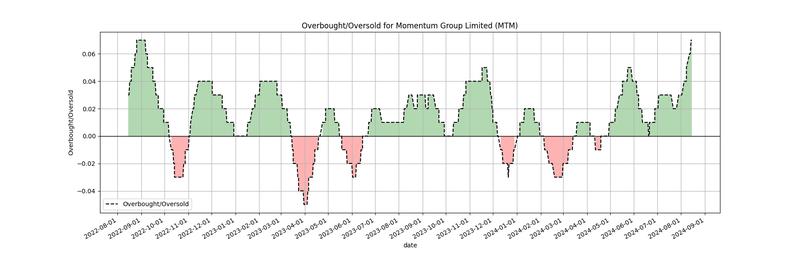 Overbought/Oversold for Momentum Group Limited (MTM)
Overbought/Oversold
0.06
0.04
0.02
0.00
−0.02
−0.04
Overbought/Oversold
2022-08-01 2022-09-01 2022-10-01 2022-11-01 2022-12-01 2023-01-01 2023-02-01 2023-03-01 2023-04-01 2023-05-01 2023-06-01 2023-07-01 2023-08-01 2023-09-01 2023-10-01 2023-11-01 2023-12-01 2024-01-01 2024-02-01 2024-03-01 2024-04-01 2024-05-01 2024-06-01 2024-07-01 2024-08-01 2024-09-01
date